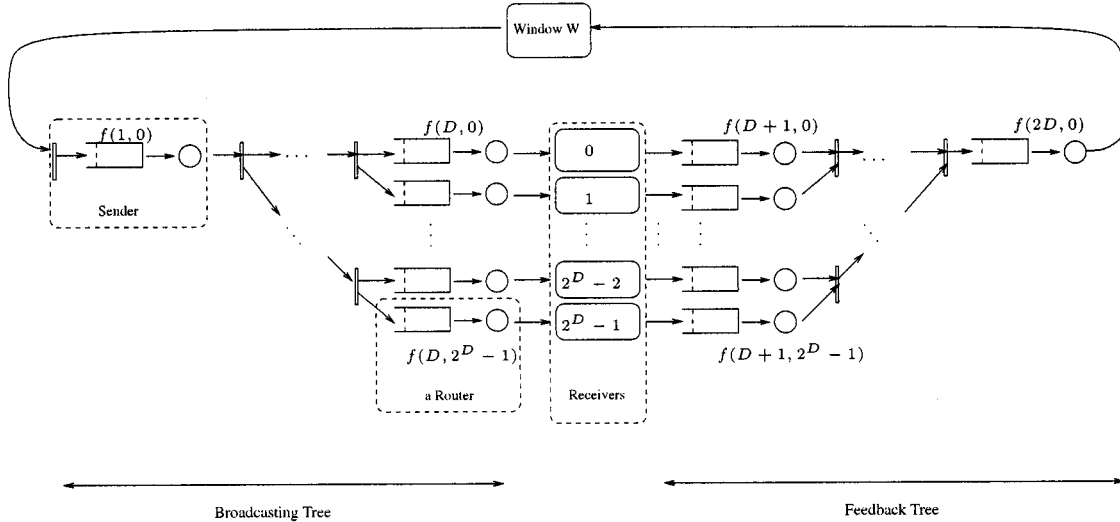 Window W
f(1,0)
f(D,0)
f(D+1,0)
f(2D,0)
0
1
Sender
2^D − 2
2^D − 1
f(D,2^D − 1)
f(D+1,2^D − 1)
a Router
Receivers
Broadcasting Tree
Feedback Tree